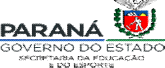 PARANÁ
GOVERNO DO ESTADO
SECRETARIA DA EDUCAÇÃO
E DO ESPORTE